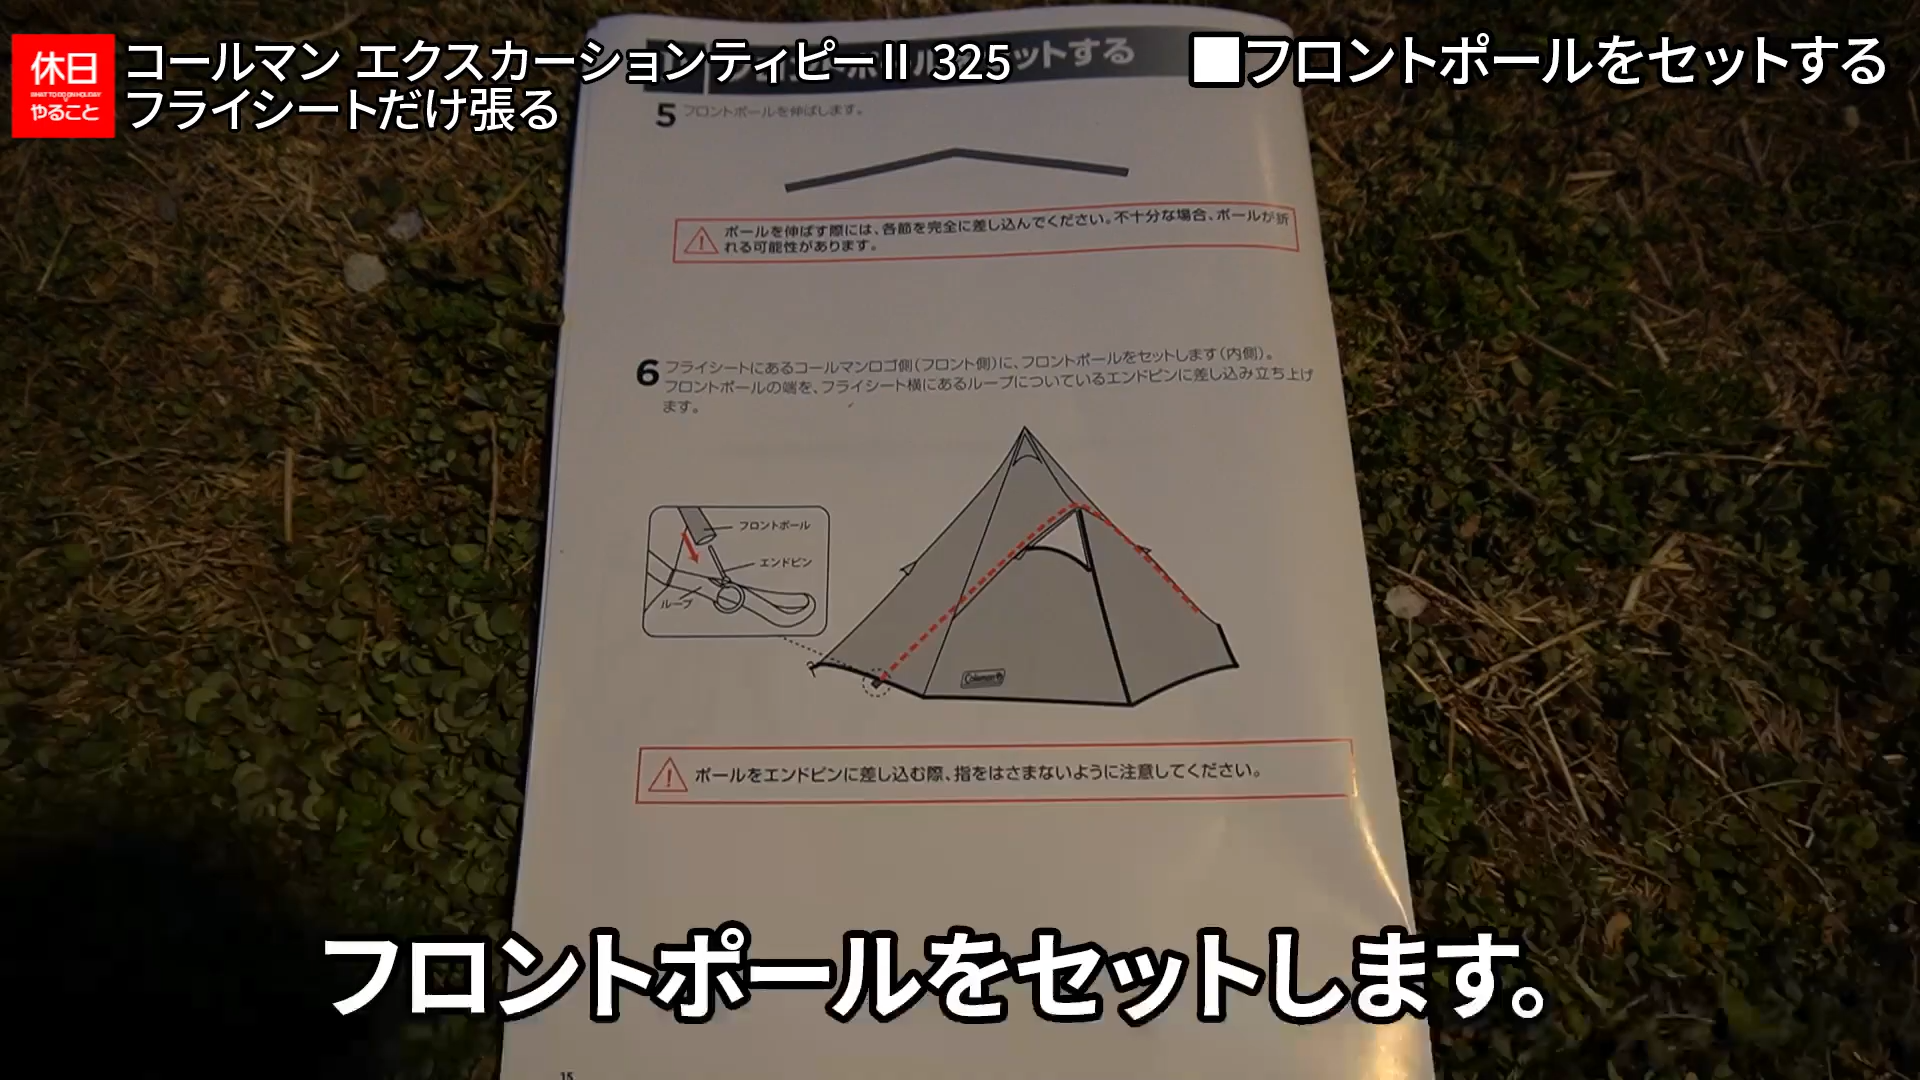 休日
WHAT TO DO ON HOLIDAY
やること
コールマン エクスカーションティピーⅡ 325
フライシートだけ張る
■フロントポールをセットする
セットする
5 フロントポールを伸ばします。
ポールを伸ばす際には、各節を完全に差し込んでください。不十分な場合、ポールが折
れる可能性があります。
6 フライシートにあるコールマンロゴ側(フロント側)に、フロントポールをセットします(内側)。
フロントポールの端を、フライシート横にあるループについているエンドピンに差し込み立ち上げ
ます。
フロントポール
エンドピン
ループ
Coleman
ポールをエンドピンに差し込む際、指をはさまないように注意してください。
フロントポールをセットします。
15